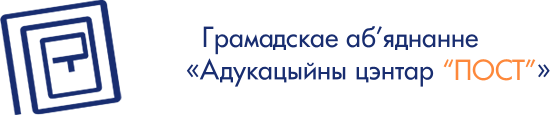 Грамадскае аб’яднанне
«Адукацыйны цэнтар “ПОСТ”»